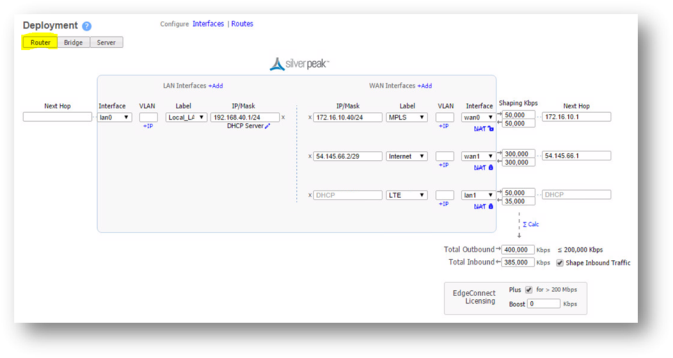 Deployment ? Configure Interfaces | Routes
Router Bridge Server
silver peak™
LAN Interfaces +Add WAN Interfaces +Add
Next Hop Interface VLAN Label IP/Mask IP/Mask Label VLAN Interface Shaping Kbps Next Hop
lan0 Local_LA 192.168.40.1/24 x x 172.16.10.40/24 MPLS wan0 50,000 172.16.10.1
+IP DHCP Server +IP NAT 50,000
x 54.145.66.2/29 Internet wan1 300,000 54.145.66.1
+IP NAT 300,000
x DHCP LTE lan1 50,000 DHCP
+IP NAT 35,000
Σ Calc
Total Outbound 400,000 Kbps ≤ 200,000 Kbps
Total Inbound 385,000 Kbps Shape Inbound Traffic
EdgeConnect Licensing Plus for > 200 Mbps
Boost 0 Kbps